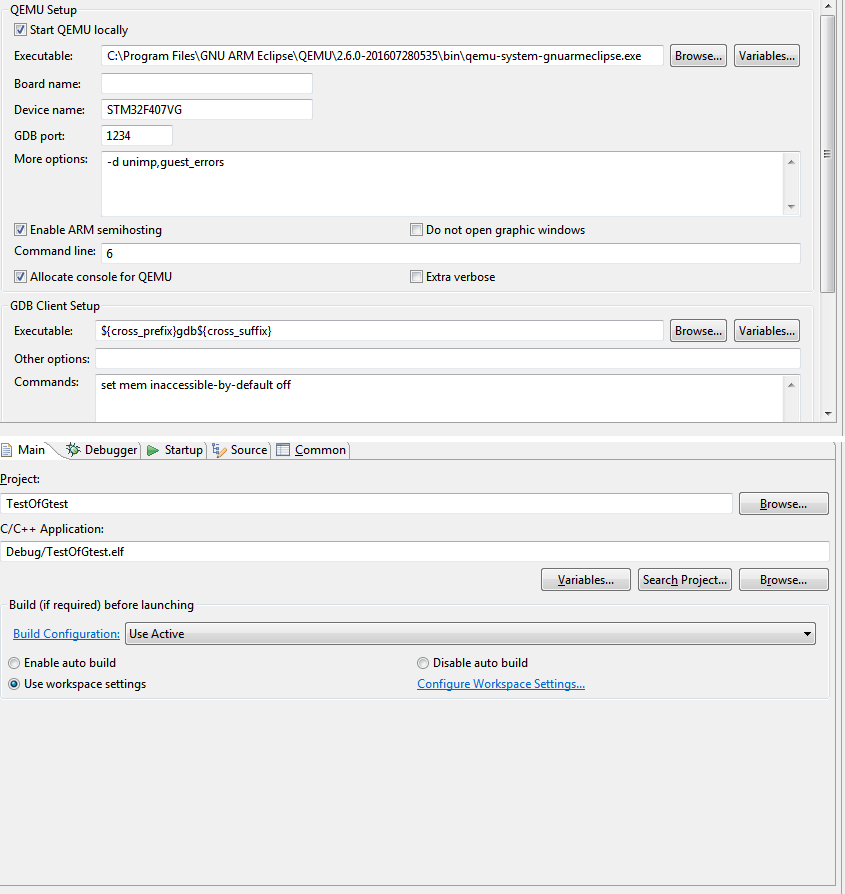 QEMU Setup
Start QEMU locally
Executable: C:\Program Files\GNU ARM Eclipse\QEMU\2.6.0-201607280535\bin\qemu-system-gnuarmeclipse.exe Browse... Variables...
Board name:
Device name: STM32F407VG
GDB port: 1234
More options: -d unimp,guest_errors
Enable ARM semihosting Do not open graphic windows
Command line: 6
Allocate console for QEMU Extra verbose
GDB Client Setup
Executable: ${cross_prefix}gdb${cross_suffix} Browse... Variables...
Other options:
Commands: set mem inaccessible-by-default off
Main Debugger Startup Source Common
Project:
TestOfGtest Browse...
C/C++ Application:
Debug/TestOfGtest.elf
Variables... Search Project... Browse...
Build (if required) before launching
Build Configuration: Use Active
Enable auto build Disable auto build
Use workspace settings Configure Workspace Settings...